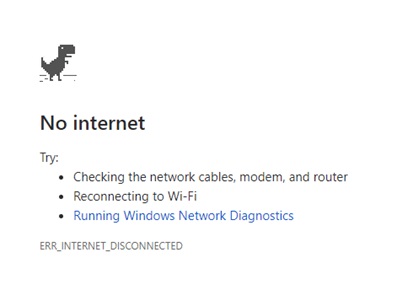 No internet
Try:
• Checking the network cables, modem, and router
• Reconnecting to Wi-Fi
• Running Windows Network Diagnostics
ERR_INTERNET_DISCONNECTED